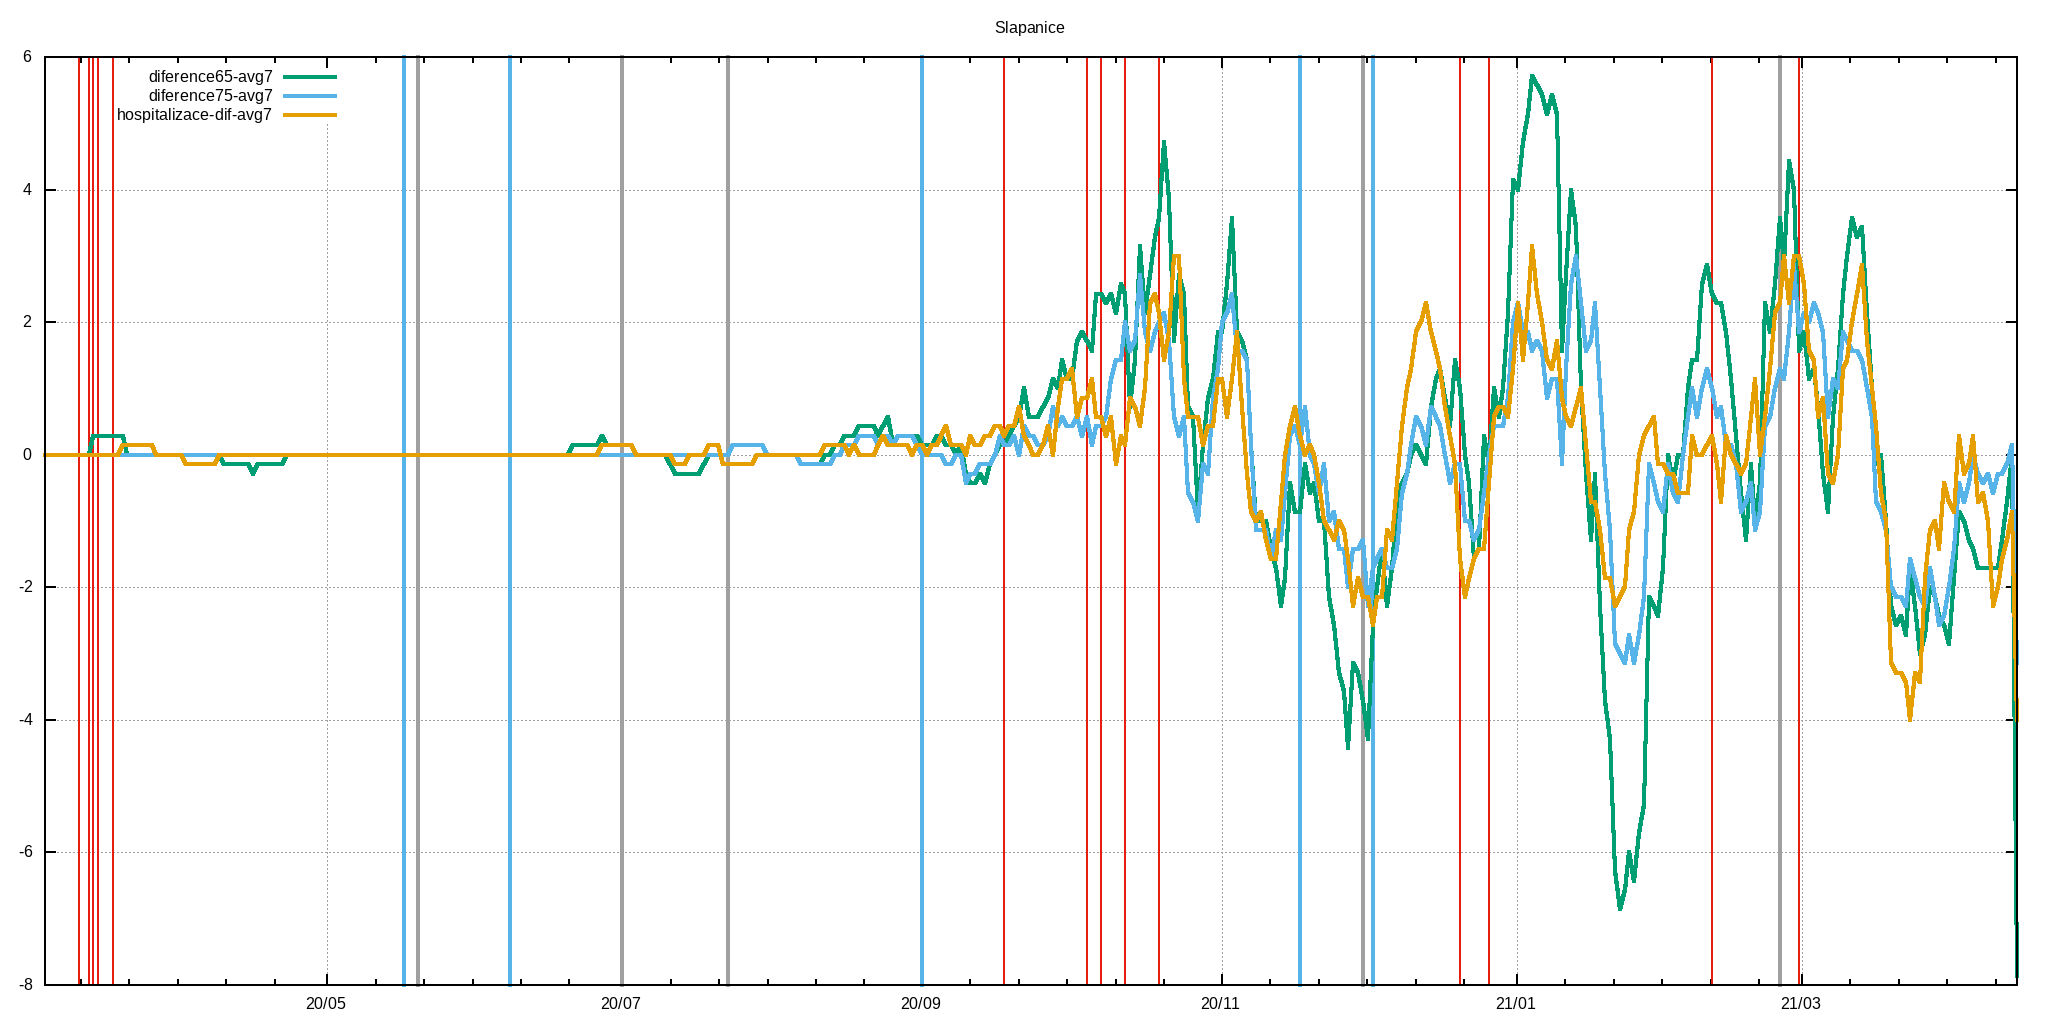 Slapanice
diference65-avg7
diference75-avg7
hospitalizace-dif-avg7
6
4
2
0
-2
-4
-6
-8
20/05 20/07 20/09 20/11 21/01 21/03